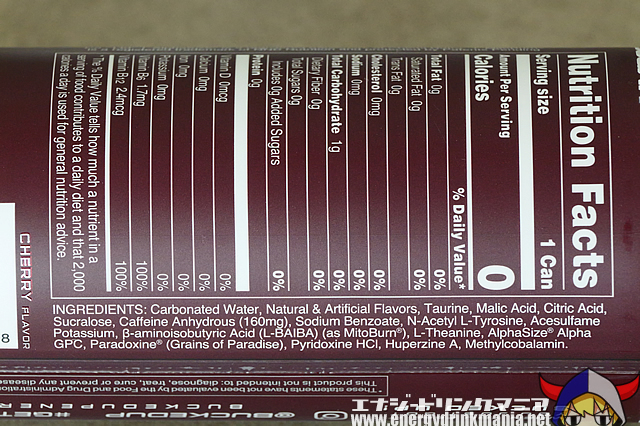 Nutrition Facts
Serving size 1 Can
Amount Per Serving
Calories 0
% Daily Value*
Total Fat 0g 0%
Saturated Fat 0g 0%
Trans Fat 0g
Cholesterol 0mg 0%
Sodium 0mg 0%
Total Carbohydrate 1g 0%
Dietary Fiber 0g 0%
Total Sugars 0g
Includes 0g Added Sugars 0%
Protein 0g 0%
Vitamin D 0mcg 0%
Calcium 0mg 0%
Iron 0mg 0%
Potassium 0mg 0%
Vitamin B6 1.7mg 100%
Vitamin B12 2.4mcg 100%
*The % Daily Value tells how much a nutrient in a
serving of food contributes to a daily diet and that 2,000
calories a day is used for general nutrition advice.
INGREDIENTS: Carbonated Water, Natural & Artificial Flavors, Taurine, Malic Acid, Citric Acid,
Sucralose, Caffeine Anhydrous (160mg), Sodium Benzoate, N-Acetyl L-Tyrosine, Acesulfame
Potassium, β-aminoisobutyric Acid (L-BAIBA) (as MitoBurn®), L-Theanine, AlphaSize® Alpha
GPC, Paradoxine® (Grains of Paradise), Pyridoxine HCl, Huperzine A, Methylcobalamin.
CHERRY FLAVOR
8
*These statements have not been evaluated by the Food and Drug Administration
This product is not intended to: diagnose, treat, cure or prevent any disease
@BUCKEDUP
#GET
エナジードリンクマニア
www.energydrinkmania.net